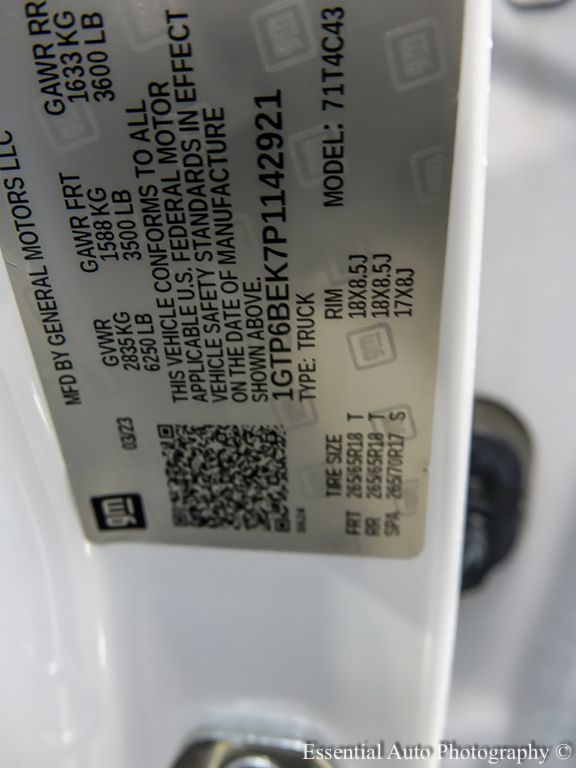 MFD BY GENERAL MOTORS LLC
GVWR GAWR FRT GAWR RR
2835 KG 1588 KG 1633 KG
6250 LB 3500 LB 3600 LB
03/23
THIS VEHICLE CONFORMS TO ALL
APPLICABLE U.S. FEDERAL MOTOR
VEHICLE SAFETY STANDARDS IN EFFECT
ON THE DATE OF MANUFACTURE
SHOWN ABOVE.
1GTP6BEK7P1142921
TYPE: TRUCK MODEL: 71T4C43
TIRE SIZE RIM
FRT 265/65R18 T 18X8.5J
RR 265/65R18 T 18X8.5J
SPA 265/70R17 S 17X8J
gm
Essential Auto Photography ©